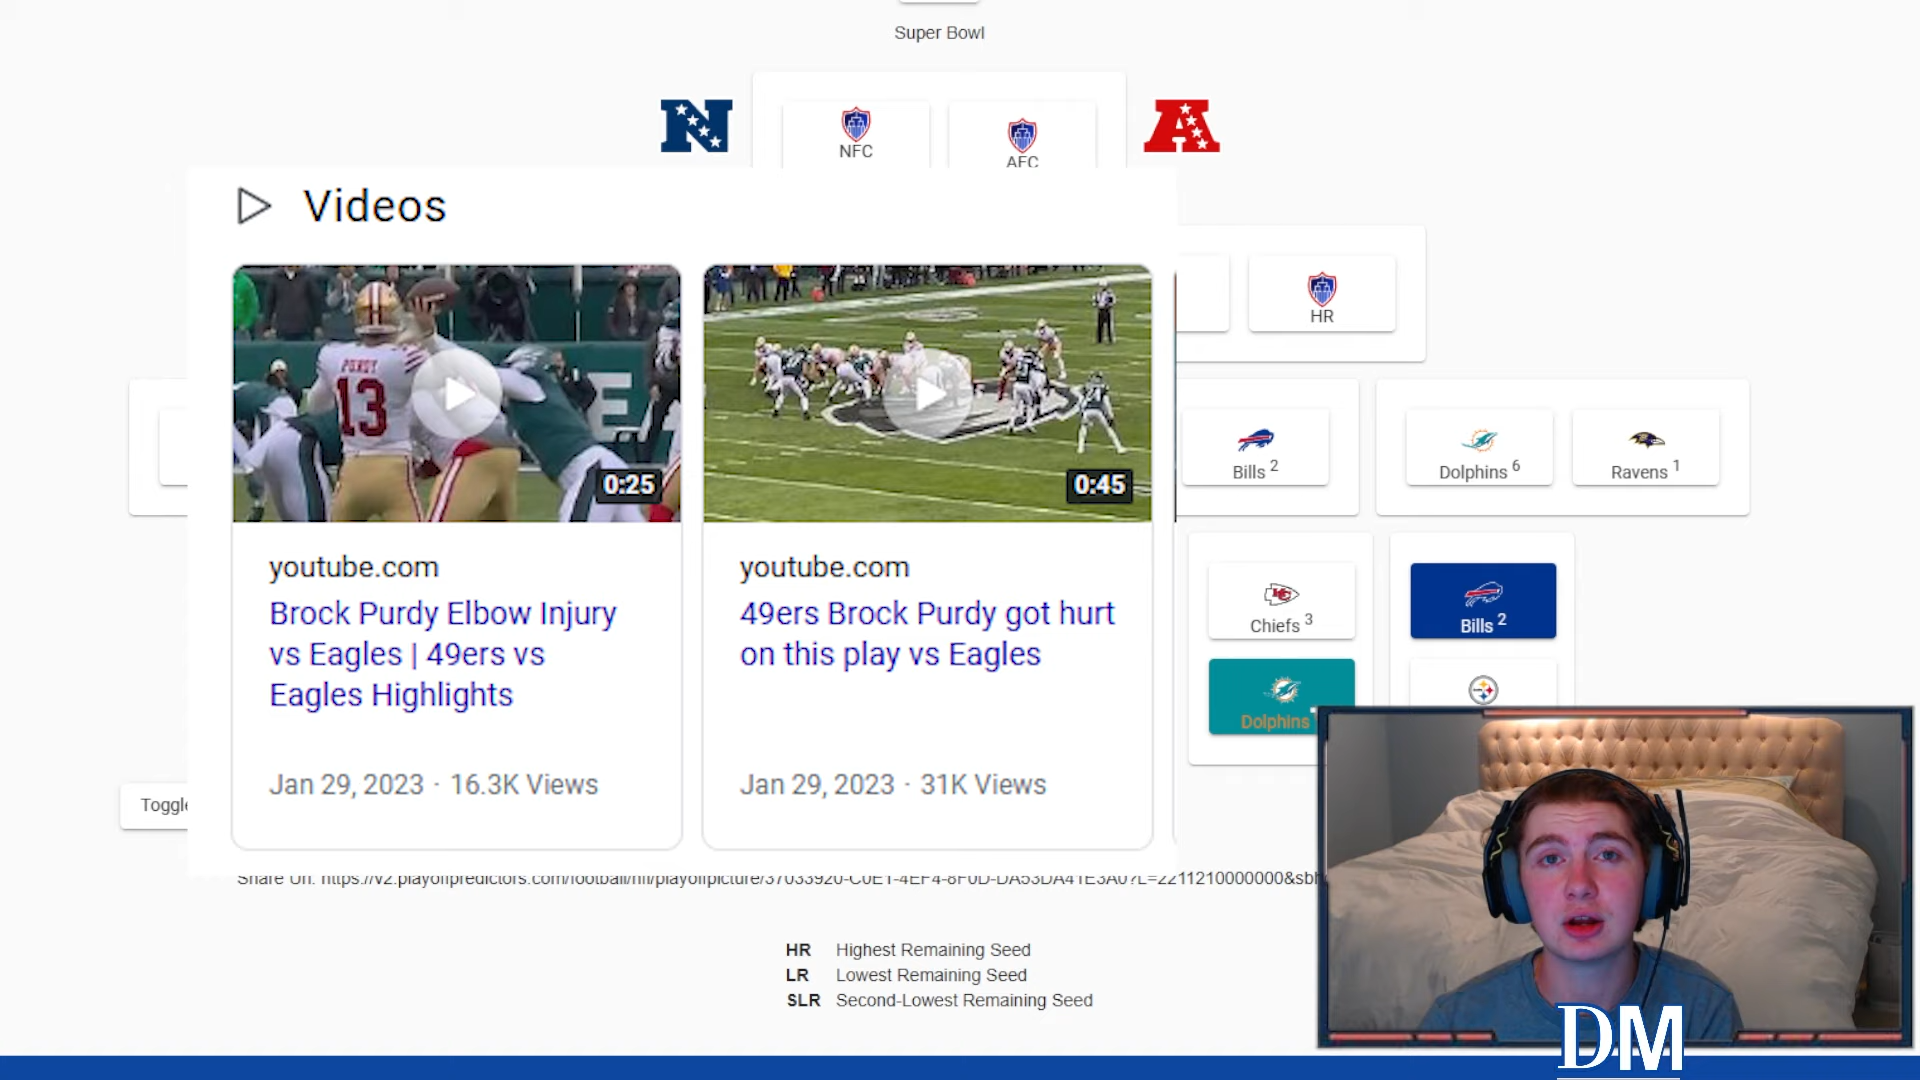 Super Bowl
NFC
AFC
Videos
HR
PURDY
13
E
0:25
0:45
Bills 2
Dolphins 6
Ravens 1
youtube.com
Brock Purdy Elbow Injury
vs Eagles | 49ers vs
Eagles Highlights
Jan 29, 2023 · 16.3K Views
youtube.com
49ers Brock Purdy got hurt
on this play vs Eagles
Jan 29, 2023 · 31K Views
Chiefs 3
Bills 2
Dolphins
Toggle
HR Highest Remaining Seed
LR Lowest Remaining Seed
SLR Second-Lowest Remaining Seed
DM